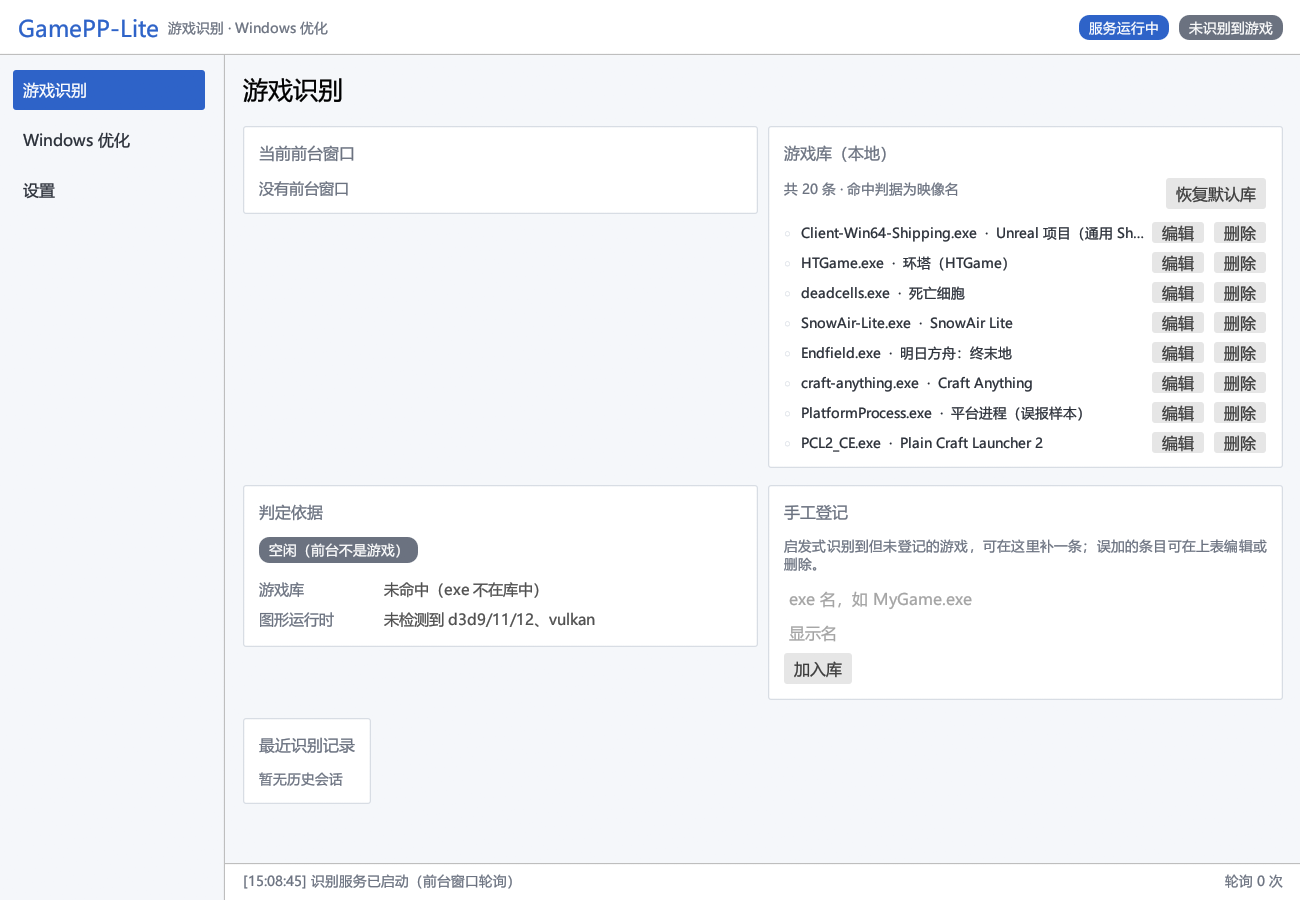 GamePP-Lite 游戏识别 · Windows 优化
服务运行中 未识别到游戏
游戏识别
Windows 优化
设置
游戏识别
当前前台窗口
没有前台窗口
游戏库（本地）
共 20 条 · 命中判据为映像名
恢复默认库
Client-Win64-Shipping.exe · Unreal 项目（通用 Sh... 编辑 删除
HTGame.exe · 环塔（HTGame） 编辑 删除
deadcells.exe · 死亡细胞 编辑 删除
SnowAir-Lite.exe · SnowAir Lite 编辑 删除
Endfield.exe · 明日方舟：终末地 编辑 删除
craft-anything.exe · Craft Anything 编辑 删除
PlatformProcess.exe · 平台进程（误报样本） 编辑 删除
PCL2_CE.exe · Plain Craft Launcher 2 编辑 删除
判定依据
空闲（前台不是游戏）
游戏库 未命中（exe 不在库中）
图形运行时 未检测到 d3d9/11/12、vulkan
手工登记
启发式识别到但未登记的游戏，可在这里补一条；误加的条目可在上表编辑或
删除。
exe 名，如 MyGame.exe
显示名
加入库
最近识别记录
暂无历史会话
[15:08:45] 识别服务已启动（前台窗口轮询）
轮询 0 次